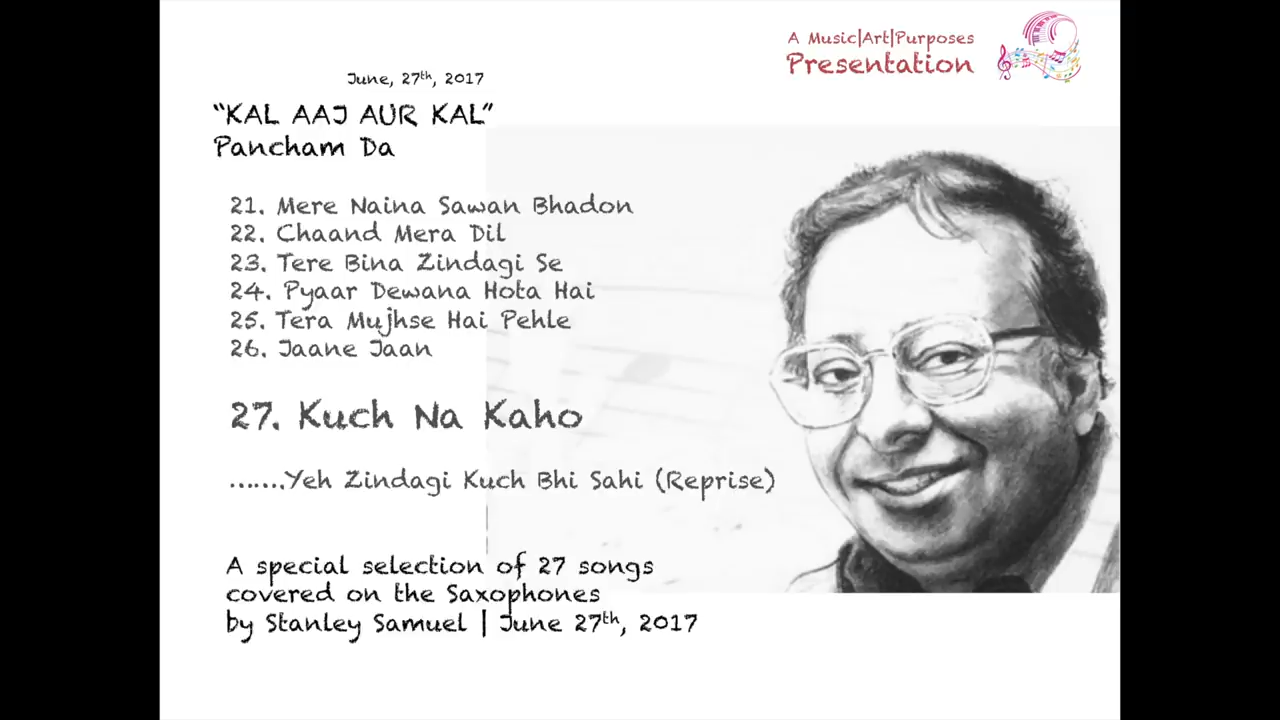 A Music|Art|Purposes
Presentation
June, 27th, 2017
“KAL AAJ AUR KAL”
Pancham Da
21. Mere Naina Sawan Bhadon
22. Chaand Mera Dil
23. Tere Bina Zindagi Se
24. Pyaar Dewana Hota Hai
25. Tera Mujhse Hai Pehle
26. Jaane Jaan
27. Kuch Na Kaho
.......Yeh Zindagi Kuch Bhi Sahi (Reprise)
A special selection of 27 songs
covered on the Saxophones
by Stanley Samuel | June 27th, 2017